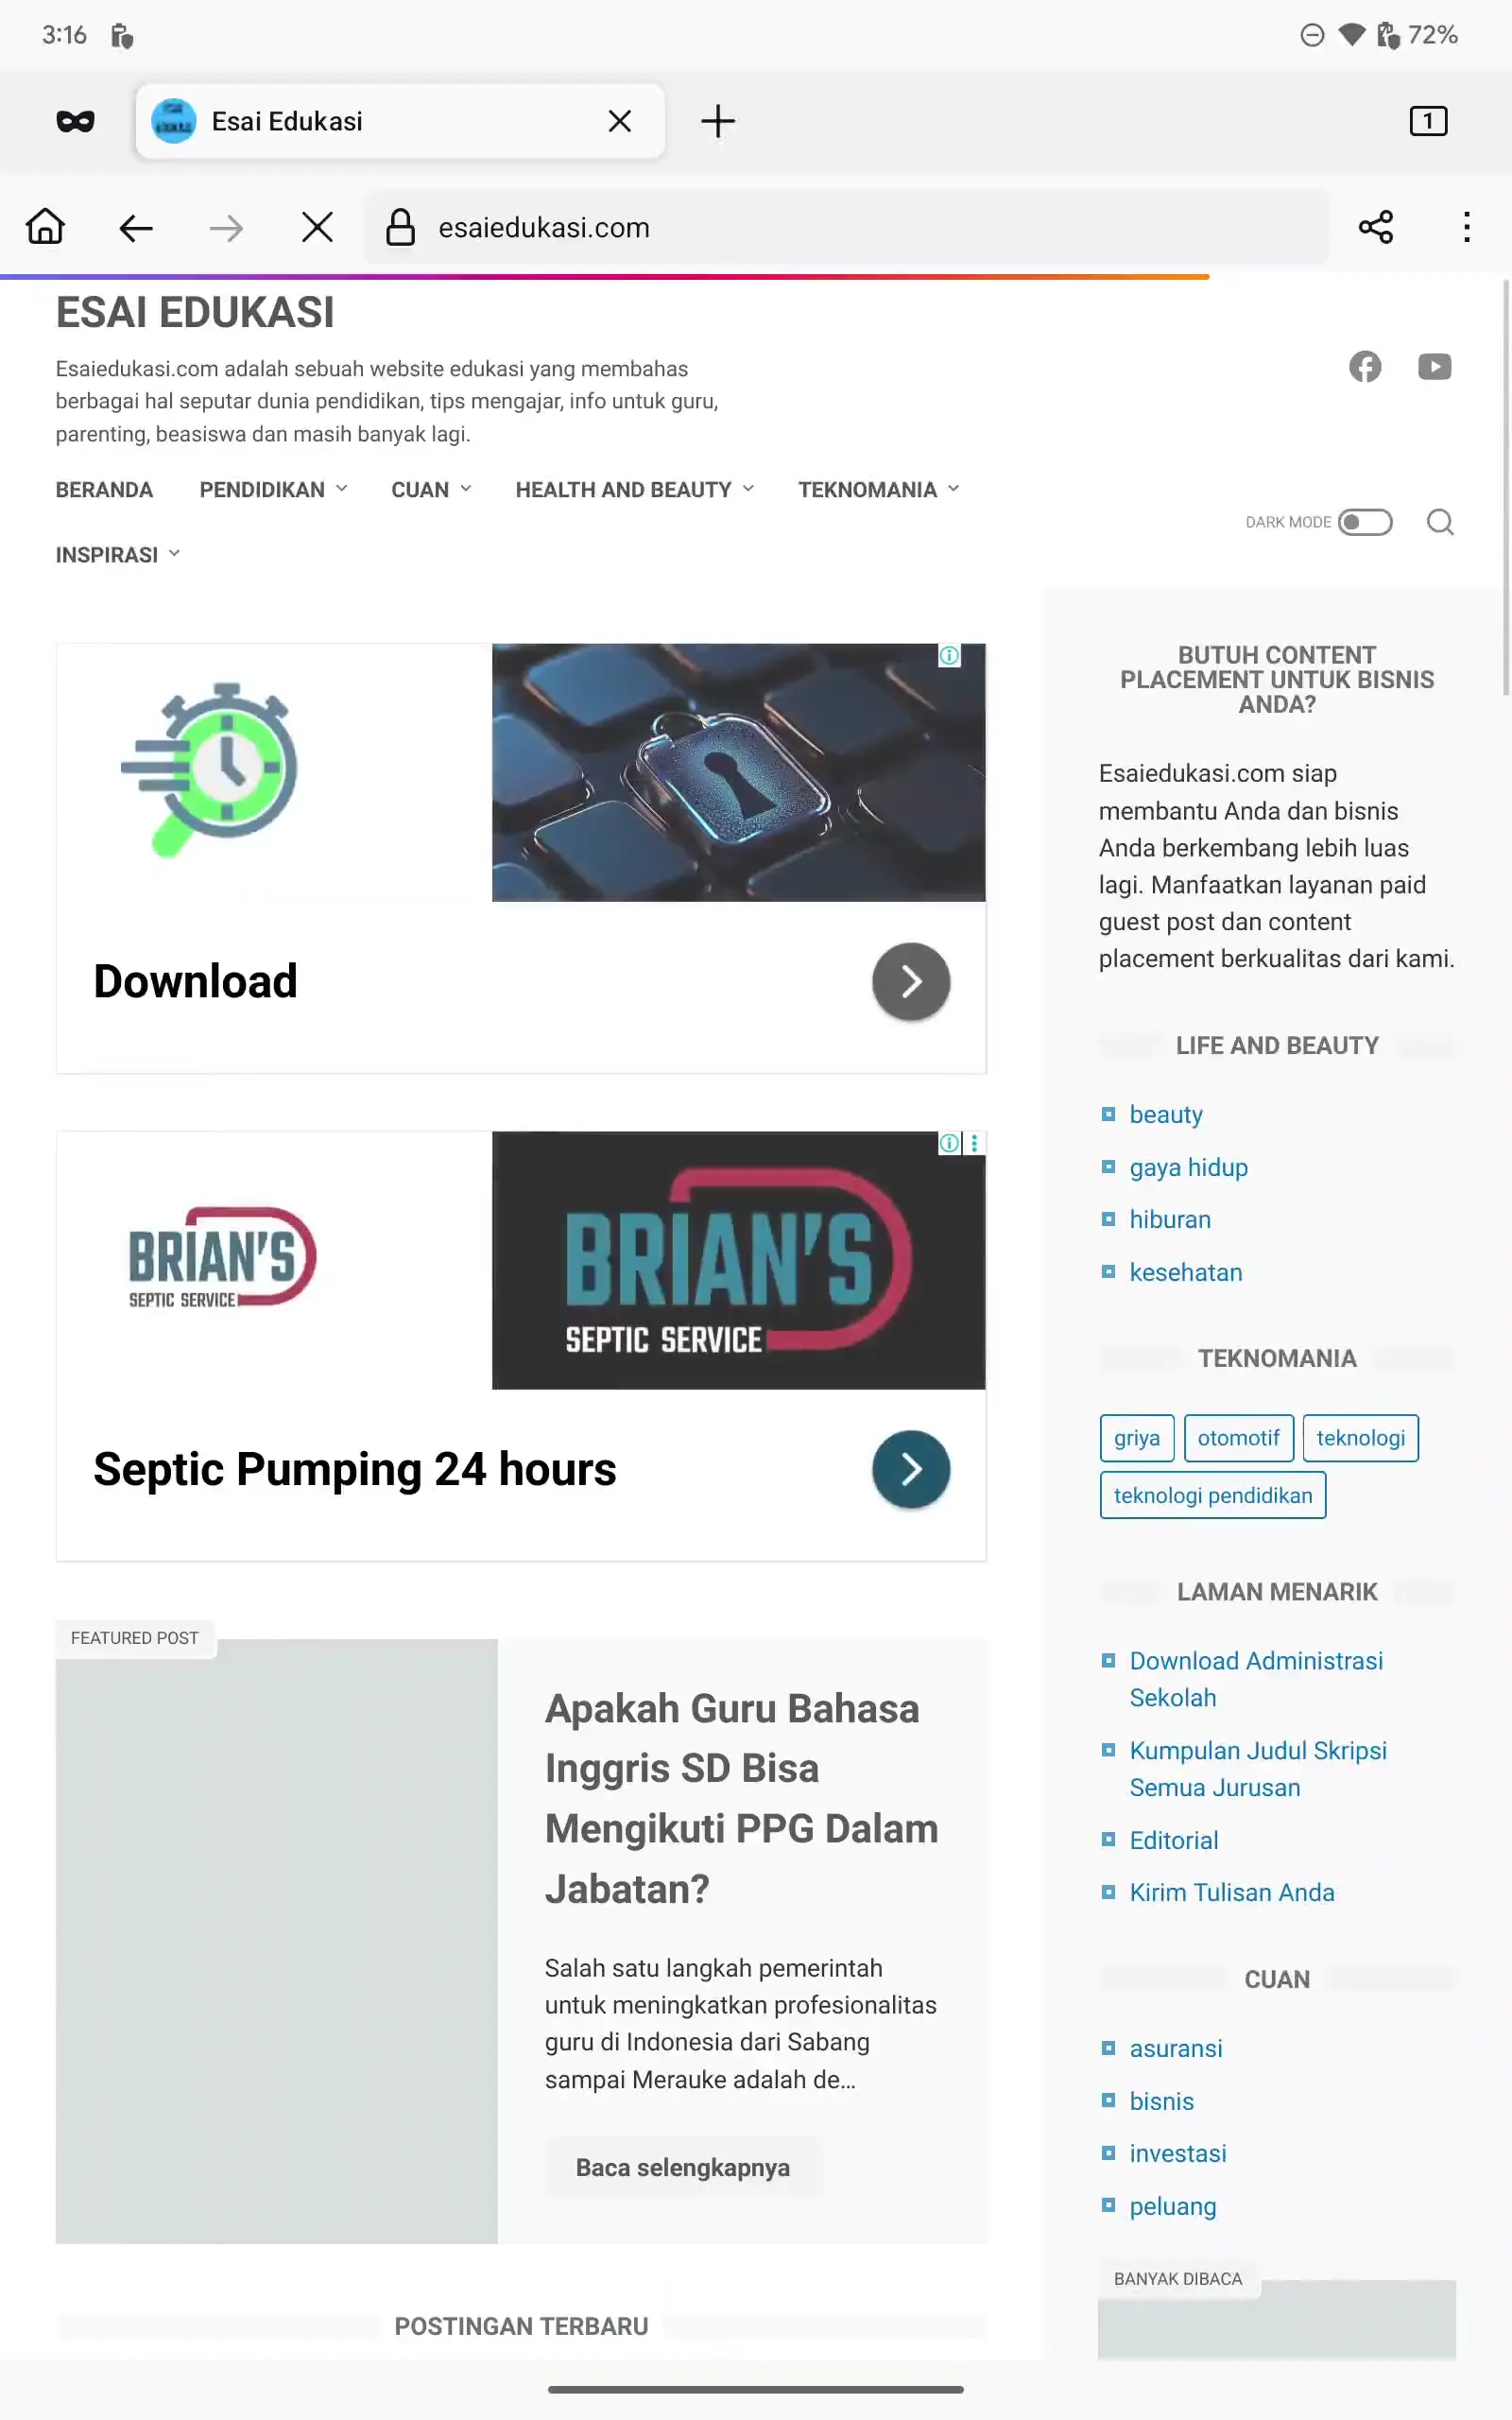 3:16
72%
Esai Edukasi
1
esaiedukasi.com
ESAI EDUKASI
Esaiedukasi.com adalah sebuah website edukasi yang membahas
berbagai hal seputar dunia pendidikan, tips mengajar, info untuk guru,
parenting, beasiswa dan masih banyak lagi.
BERANDA
PENDIDIKAN
CUAN
HEALTH AND BEAUTY
TEKNOMANIA
INSPIRASI
DARK MODE
Download
BRIAN'S
SEPTIC SERVICE
BRIAN'S
SEPTIC SERVICE
Septic Pumping 24 hours
FEATURED POST
Apakah Guru Bahasa
Inggris SD Bisa
Mengikuti PPG Dalam
Jabatan?
Salah satu langkah pemerintah
untuk meningkatkan profesionalitas
guru di Indonesia dari Sabang
sampai Merauke adalah de…
Baca selengkapnya
POSTINGAN TERBARU
BUTUH CONTENT
PLACEMENT UNTUK BISNIS
ANDA?
Esaiedukasi.com siap
membantu Anda dan bisnis
Anda berkembang lebih luas
lagi. Manfaatkan layanan paid
guest post dan content
placement berkualitas dari kami.
LIFE AND BEAUTY
beauty
gaya hidup
hiburan
kesehatan
TEKNOMANIA
griya
otomotif
teknologi
teknologi pendidikan
LAMAN MENARIK
Download Administrasi
Sekolah
Kumpulan Judul Skripsi
Semua Jurusan
Editorial
Kirim Tulisan Anda
CUAN
asuransi
bisnis
investasi
peluang
BANYAK DIBACA